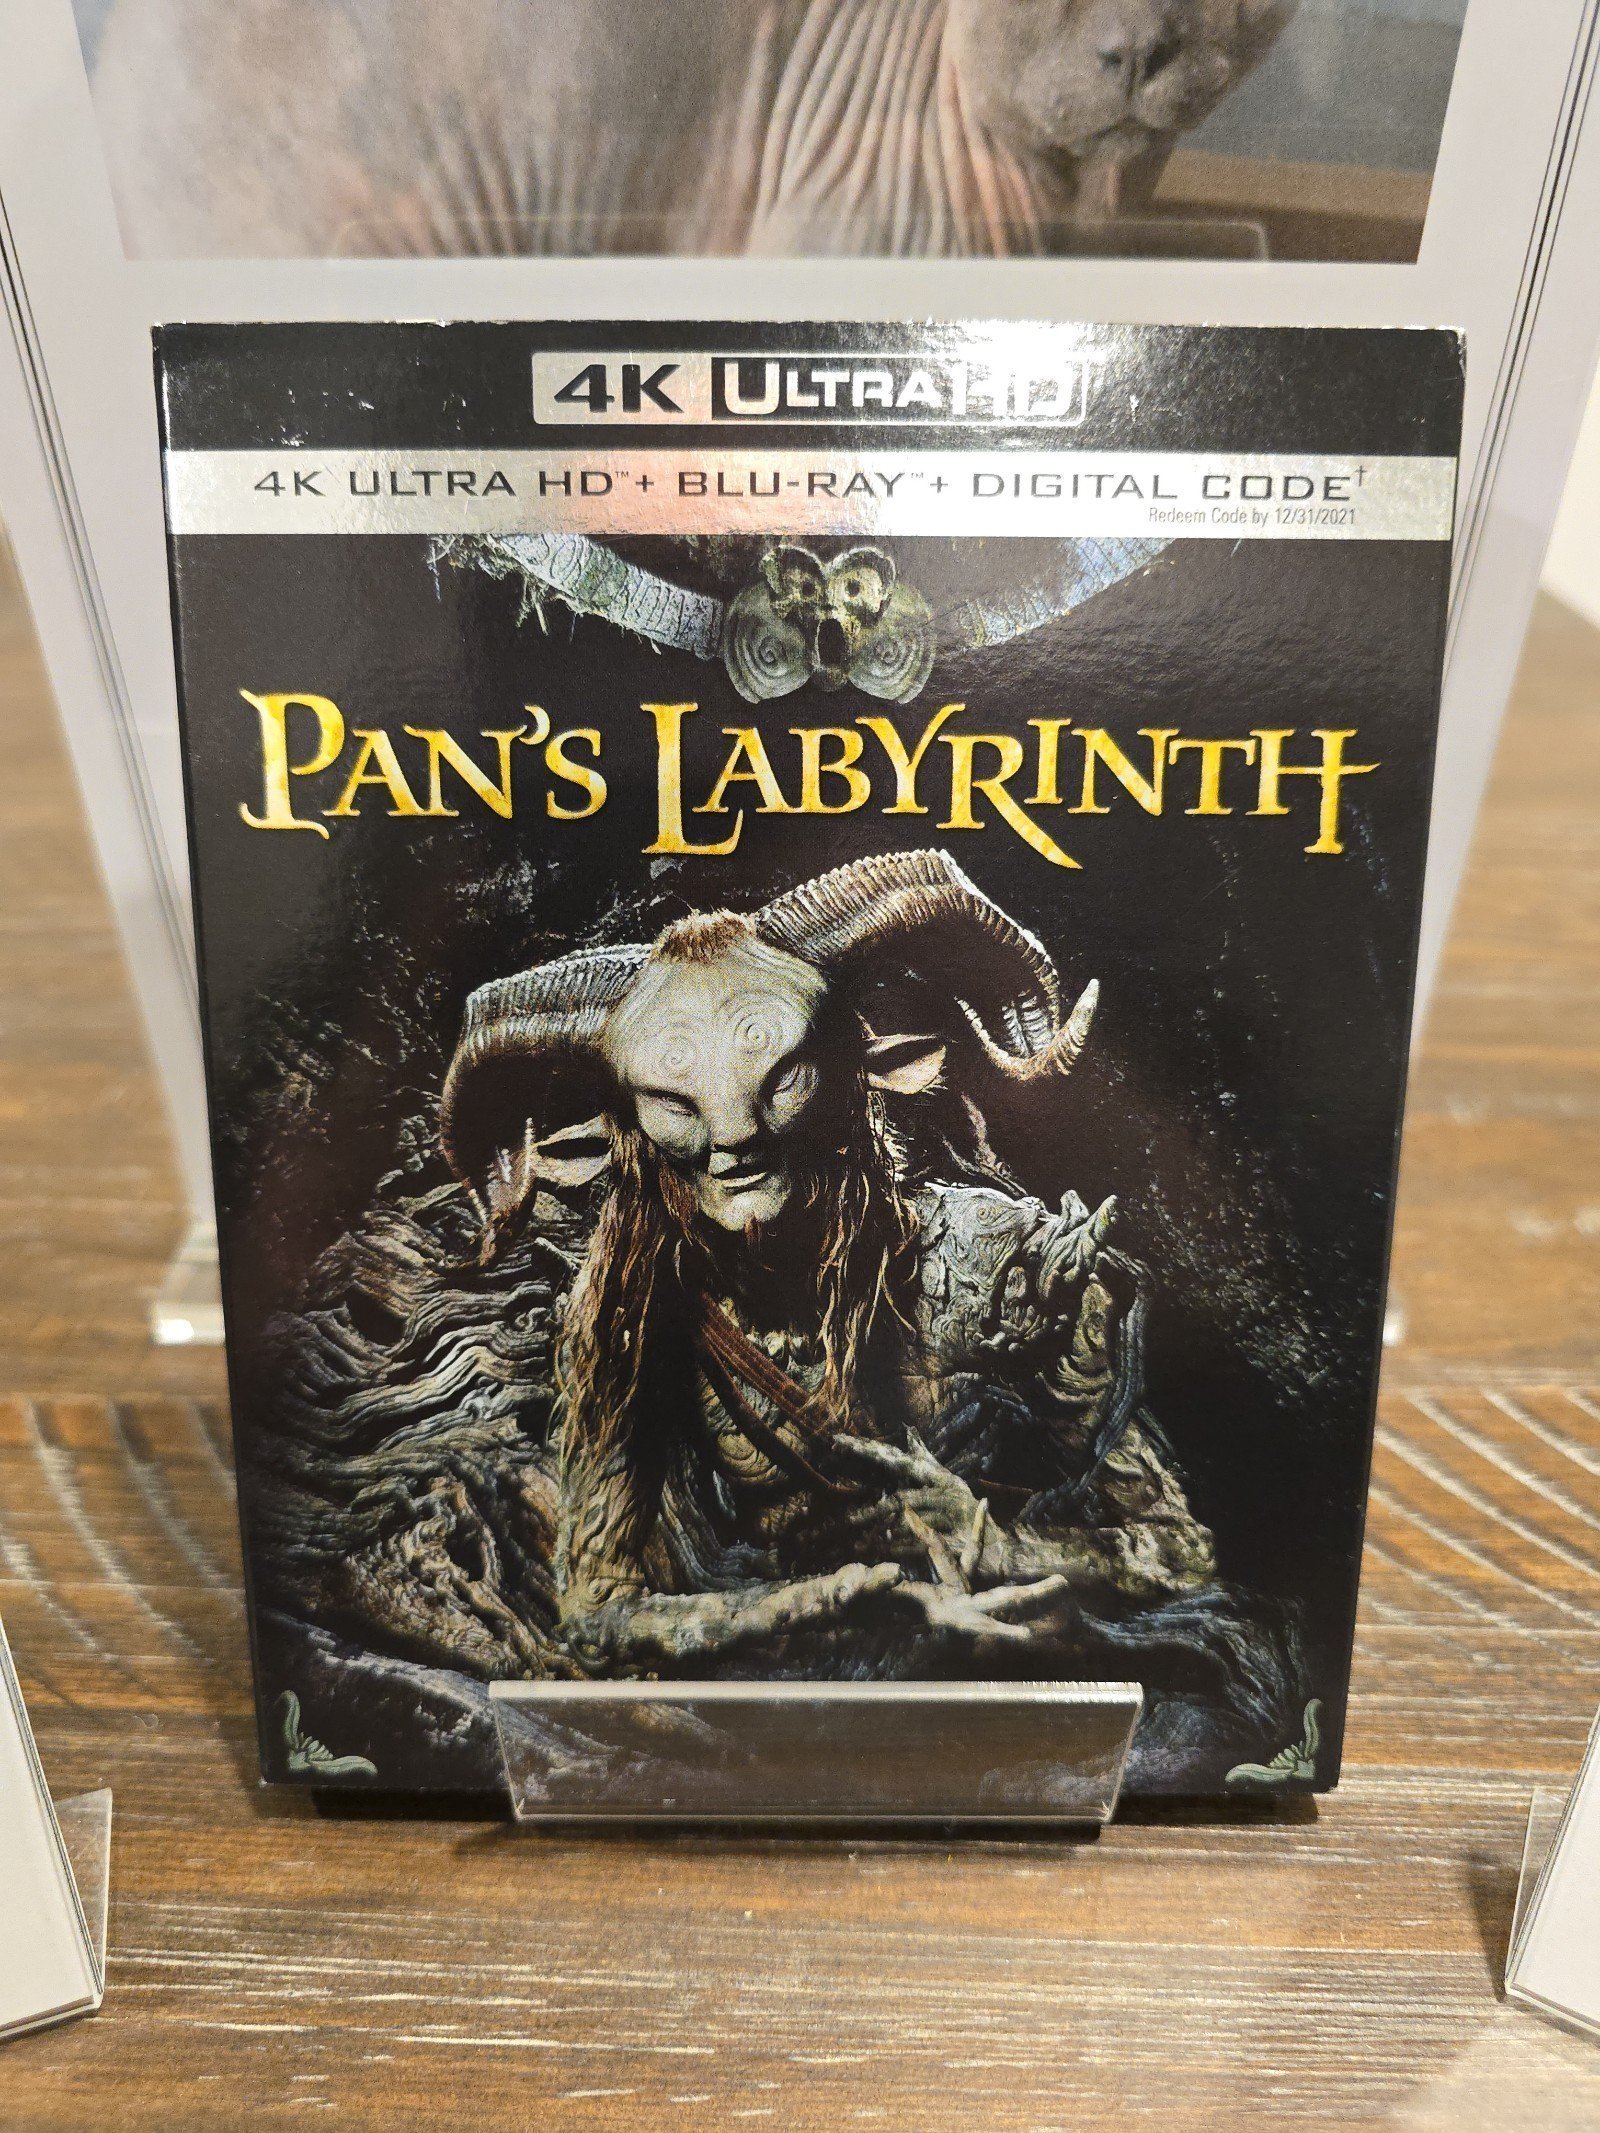 4K ULTRA HD
4K ULTRA HD™ + BLU-RAY™ + DIGITAL CODE†
Redeem Code by 12/31/2021
PAN'S LABYRINTH